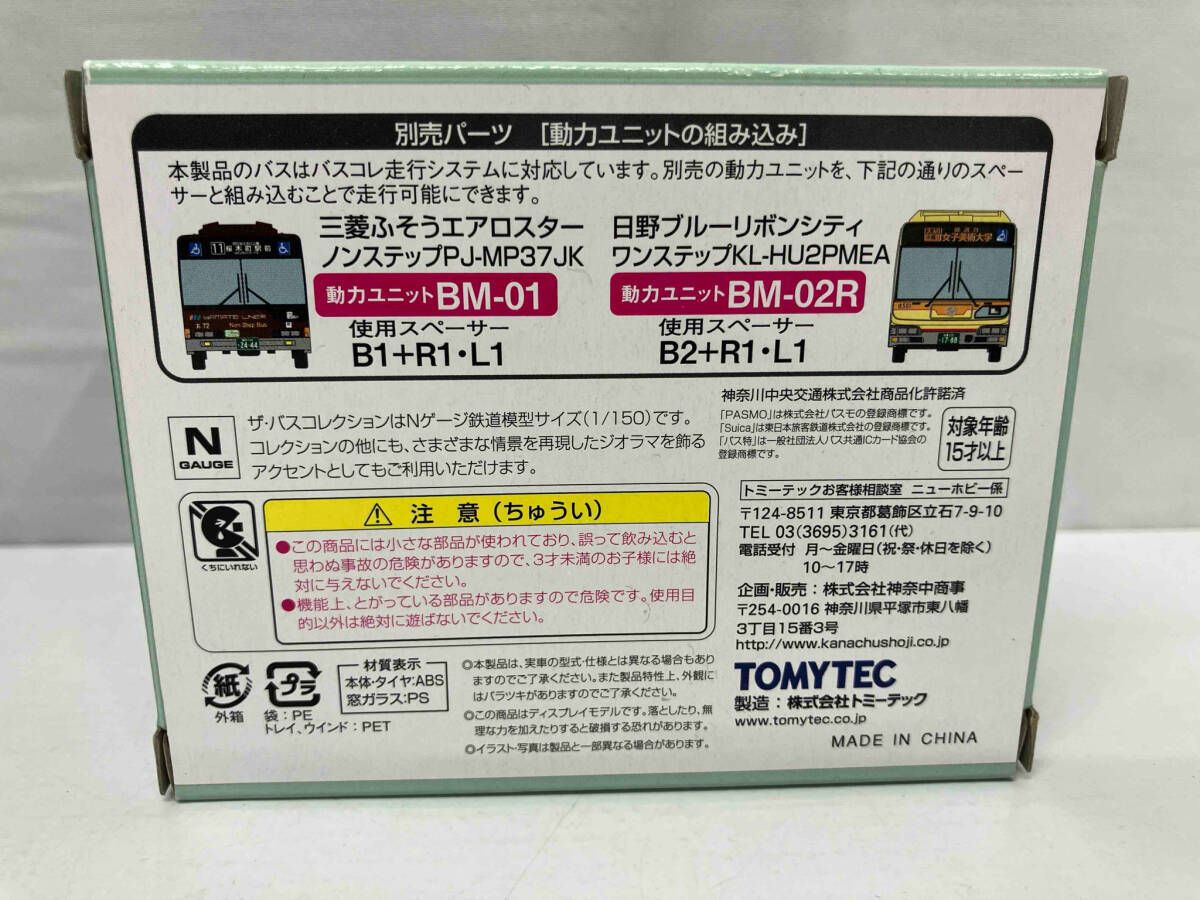 別売パーツ ［動力ユニットの組み込み］
本製品のバスはバスコレ走行システムに対応しています。別売の動力ユニットを、下記の通りのスペー
サーと組み込むことで走行可能にできます。
三菱ふそうエアロスター
ノンステップPJ-MP37JK
動力ユニットBM-01
使用スペーサー
B1+R1・L1
日野ブルーリボンシティ
ワンステップKL-HU2PMEA
動力ユニットBM-02R
使用スペーサー
B2+R1・L1
11 桜木町駅前
YAMATE LINER
Non Step Bus
24-44
女子美術大学
17-88
N
GAUGE
ザ・バスコレクションはNゲージ鉄道模型サイズ(1/150)です。
コレクションの他にも、さまざまな情景を再現したジオラマを飾る
アクセントとしてもご利用いただけます。
神奈川中央交通株式会社商品化許諾済
「PASMO」は株式会社パスモの登録商標です。
「Suica」は東日本旅客鉄道株式会社の登録商標です。
「バス特」は一般社団法人バス共通ICカード協会の
登録商標です。
対象年齢
15才以上
くちにいれない
注 意（ちゅうい）
●この商品には小さな部品が使われており、誤って飲み込むと
思わぬ事故の危険がありますので、3才未満のお子様には絶
対に与えないでください。
●機能上、とがっている部品がありますので危険です。使用目
的以外は絶対に遊ばないでください。
トミーテックお客様相談室 ニューホビー係
〒124-8511 東京都葛飾区立石7-9-10
TEL 03(3695)3161(代)
電話受付 月〜金曜日(祝・祭・休日を除く)
10〜17時
企画・販売：株式会社神奈中商事
〒254-0016 神奈川県平塚市東八幡
3丁目15番3号
http://www.kanachushoji.co.jp
紙
外箱
プラ
袋：PE
トレイ、ウインド：PET
材質表示
本体・タイヤ:ABS
窓ガラス:PS
◎本製品は、実車の型式・仕様とは異なる場合もあり
ますのでご了承ください。また製品特性上、外観に
はバラツキがありますのでご了承ください。
◎この商品はディスプレイモデルです。落としたり、無
理な力を加えたりすると破損する恐れがあります。
◎イラスト・写真は製品と一部異なる場合があります。
TOMYTEC
製造：株式会社トミーテック
www.tomytec.co.jp
MADE IN CHINA